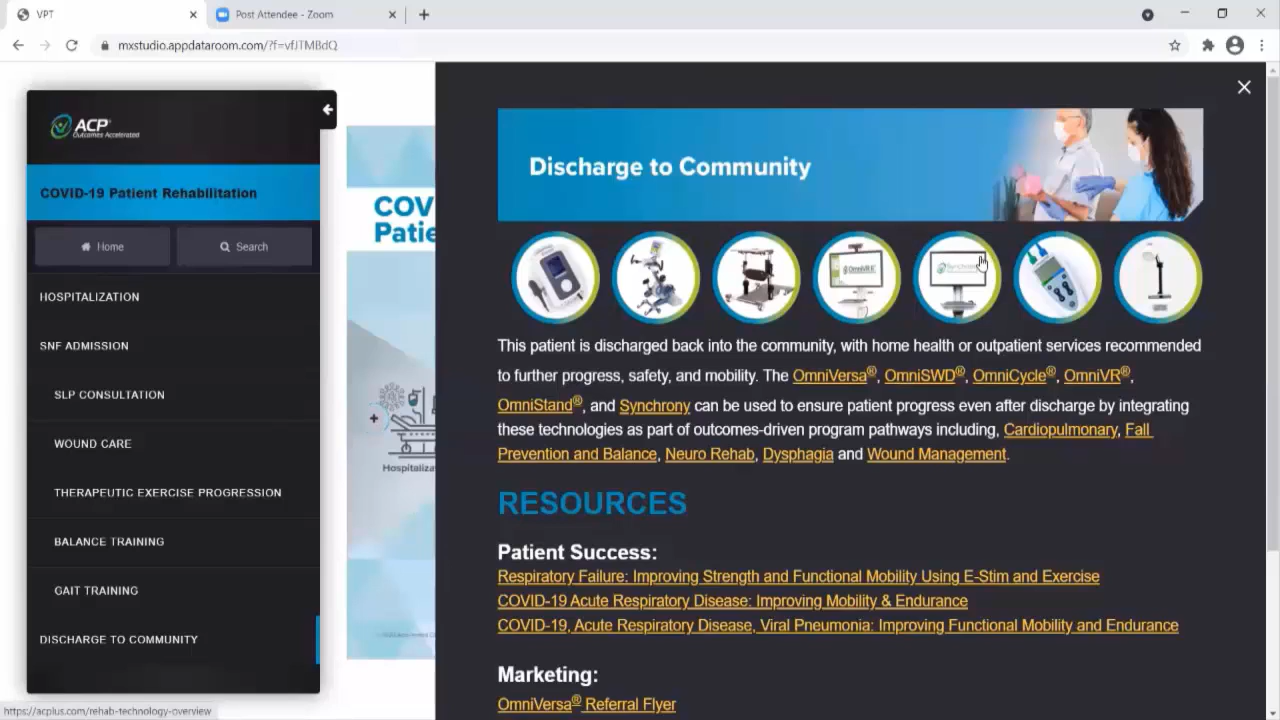 VPT
Post Attendee - Zoom
mxstudio.appdataroom.com/?f=vfJTMBdQ
ACP
Outcomes Accelerated
COVID-19 Patient Rehabilitation
Home
Search
HOSPITALIZATION
SNF ADMISSION
SLP CONSULTATION
WOUND CARE
THERAPEUTIC EXERCISE PROGRESSION
BALANCE TRAINING
GAIT TRAINING
DISCHARGE TO COMMUNITY
https://acplus.com/rehab-technology-overview
COV
Patie
Hospitaliza
Discharge to Community
OmniVR
Synchrony
This patient is discharged back into the community, with home health or outpatient services recommended
to further progress, safety, and mobility. The OmniVersa®, OmniSWD®, OmniCycle®, OmniVR®,
OmniStand®, and Synchrony can be used to ensure patient progress even after discharge by integrating
these technologies as part of outcomes-driven program pathways including, Cardiopulmonary, Fall
Prevention and Balance, Neuro Rehab, Dysphagia and Wound Management.
RESOURCES
Patient Success:
Respiratory Failure: Improving Strength and Functional Mobility Using E-Stim and Exercise
COVID-19 Acute Respiratory Disease: Improving Mobility & Endurance
COVID-19, Acute Respiratory Disease, Viral Pneumonia: Improving Functional Mobility and Endurance
Marketing:
OmniVersa® Referral Flyer